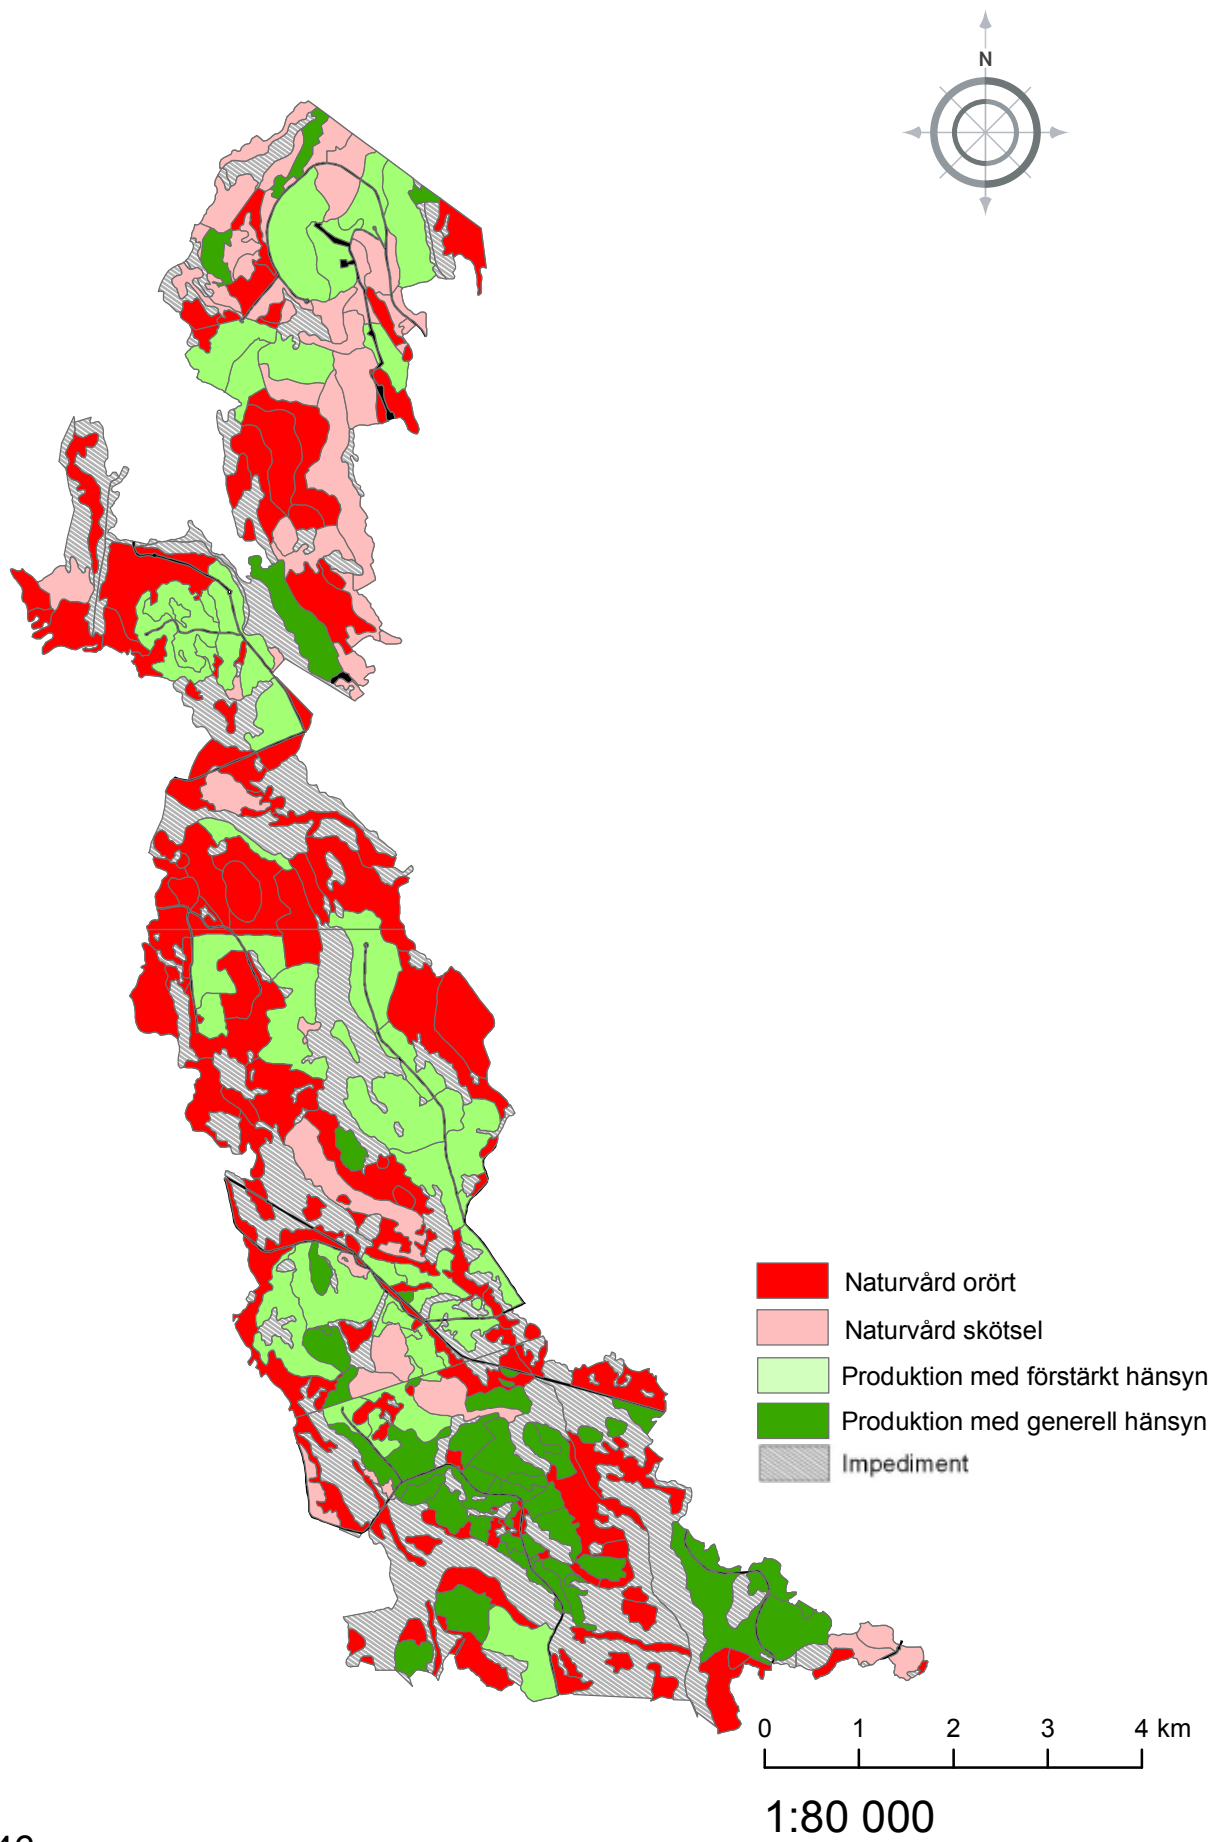 N
Naturvård orört
Naturvård skötsel
Produktion med förstärkt hänsyn
Produktion med generell hänsyn
Impediment
0 1 2 3 4 km
1:80 000